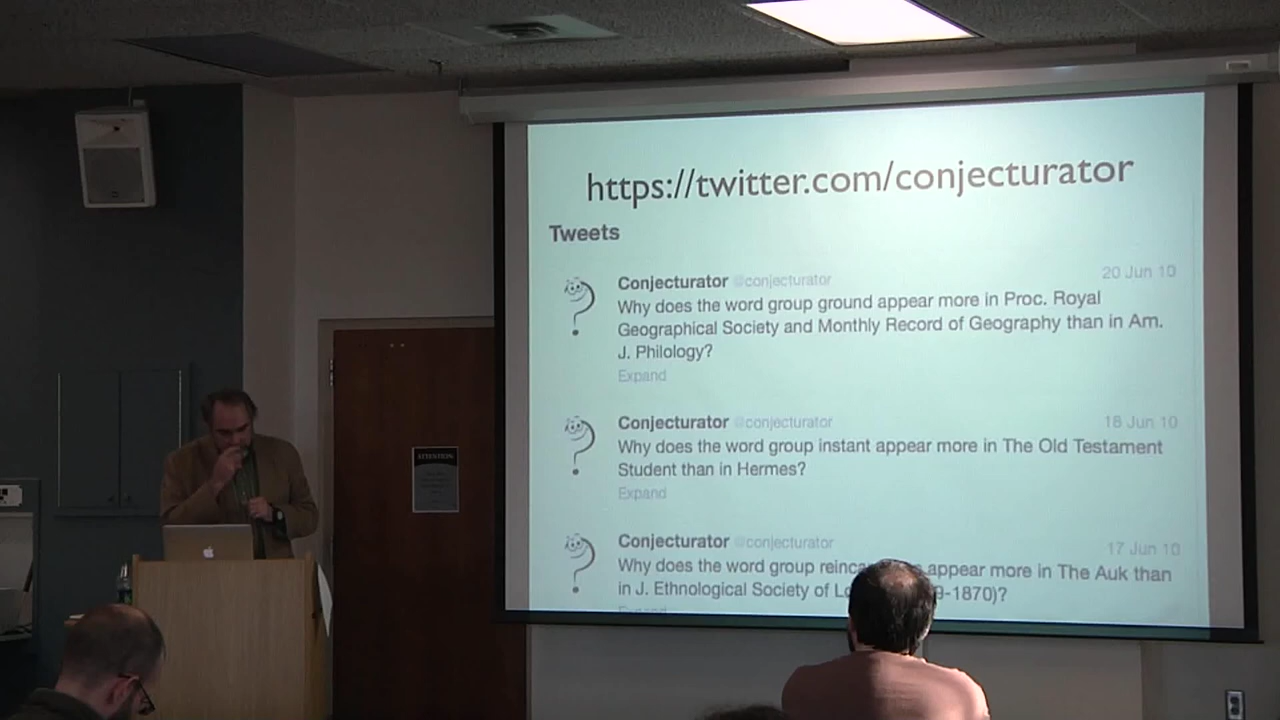 https://twitter.com/conjecturator
Tweets
Conjecturator @conjecturator 20 Jun 10
Why does the word group ground appear more in Proc. Royal
Geographical Society and Monthly Record of Geography than in Am.
J. Philology?
Expand
Conjecturator @conjecturator 18 Jun 10
Why does the word group instant appear more in The Old Testament
Student than in Hermes?
Expand
Conjecturator @conjecturator 17 Jun 10
Why does the word group appear more in The Auk than
in J. Ethnological Society of 9-1870)?
ATTENTION